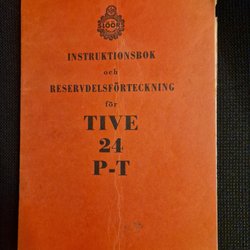 INSTRUKTIONSBOK
och
RESERVDELSFÖRTECKNING
för
TIVE
24
P-T